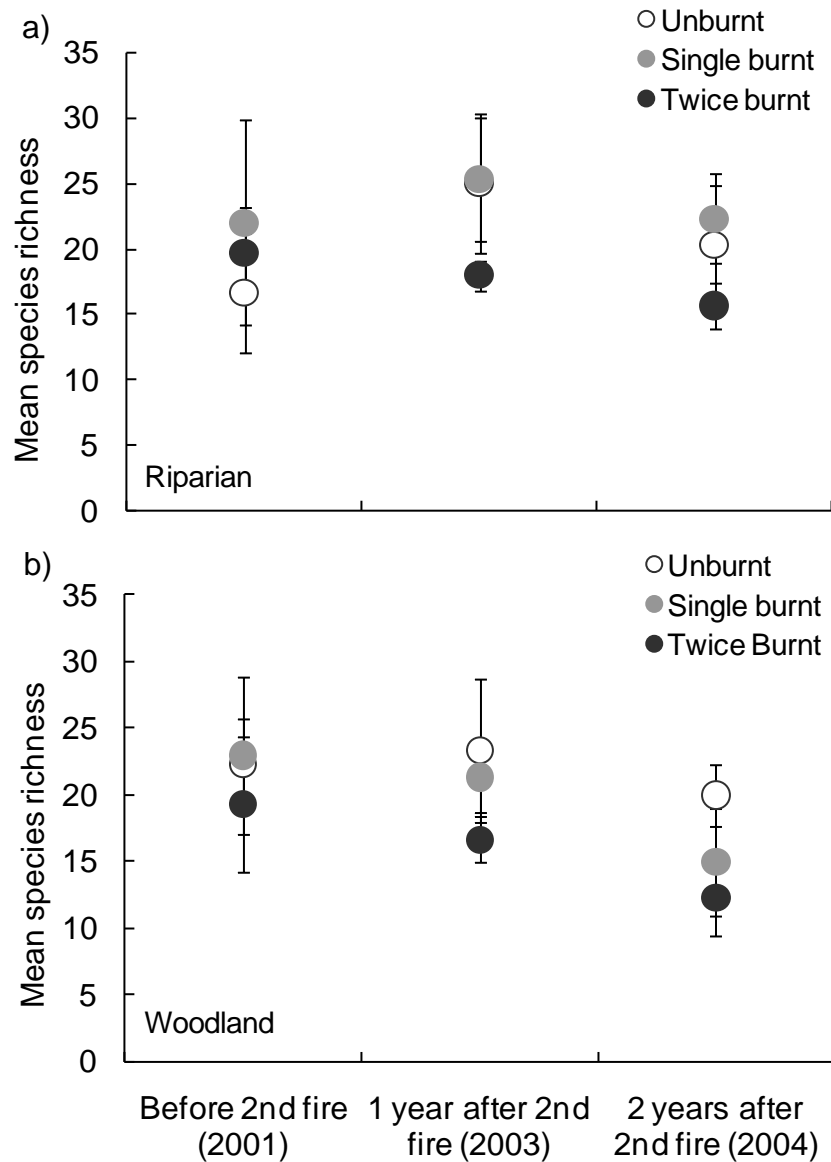 a)
Unburnt
Single burnt
Twice burnt
35
30
25
20
15
10
5
0
Mean species richness
Riparian
b)
Unburnt
Single burnt
Twice Burnt
35
30
25
20
15
10
5
0
Mean species richness
Woodland
Before 2nd fire
(2001)
1 year after 2nd
fire (2003)
2 years after
2nd fire (2004)